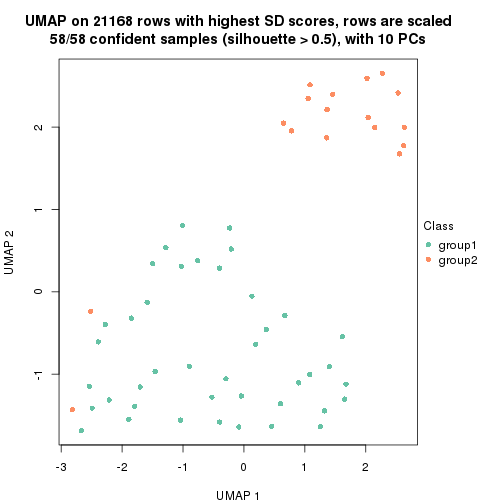 UMAP on 21168 rows with highest SD scores, rows are scaled
58/58 confident samples (silhouette > 0.5), with 10 PCs
2
1
0
-1
UMAP 2
Class
group1
group2
-3 -2 -1 0 1 2
UMAP 1